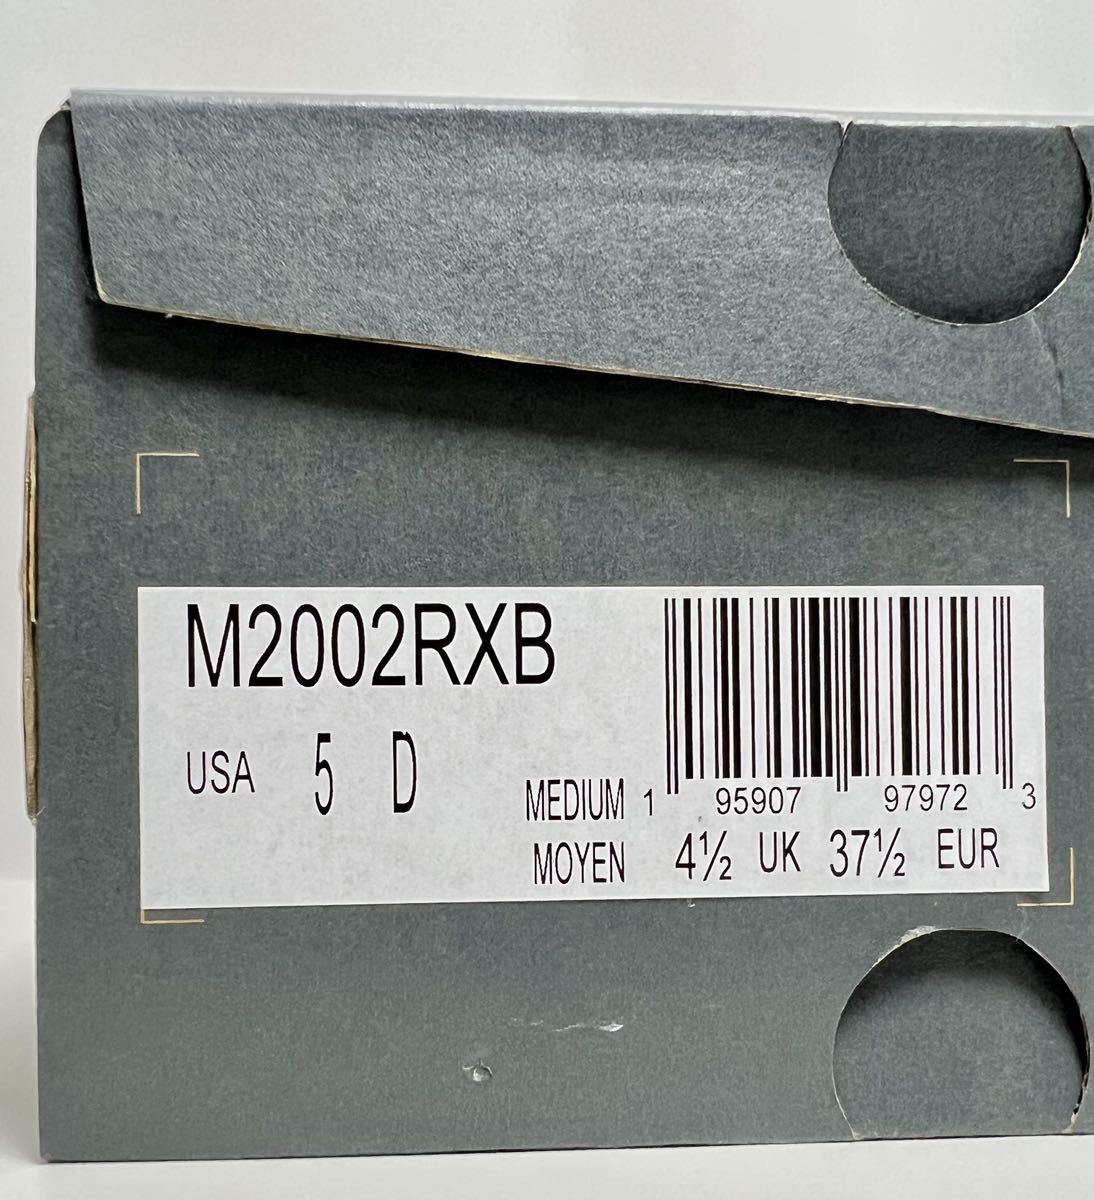 M2002RXB
USA 5 D
MEDIUM
MOYEN
1 95907 97972 3
4½ UK 37½ EUR